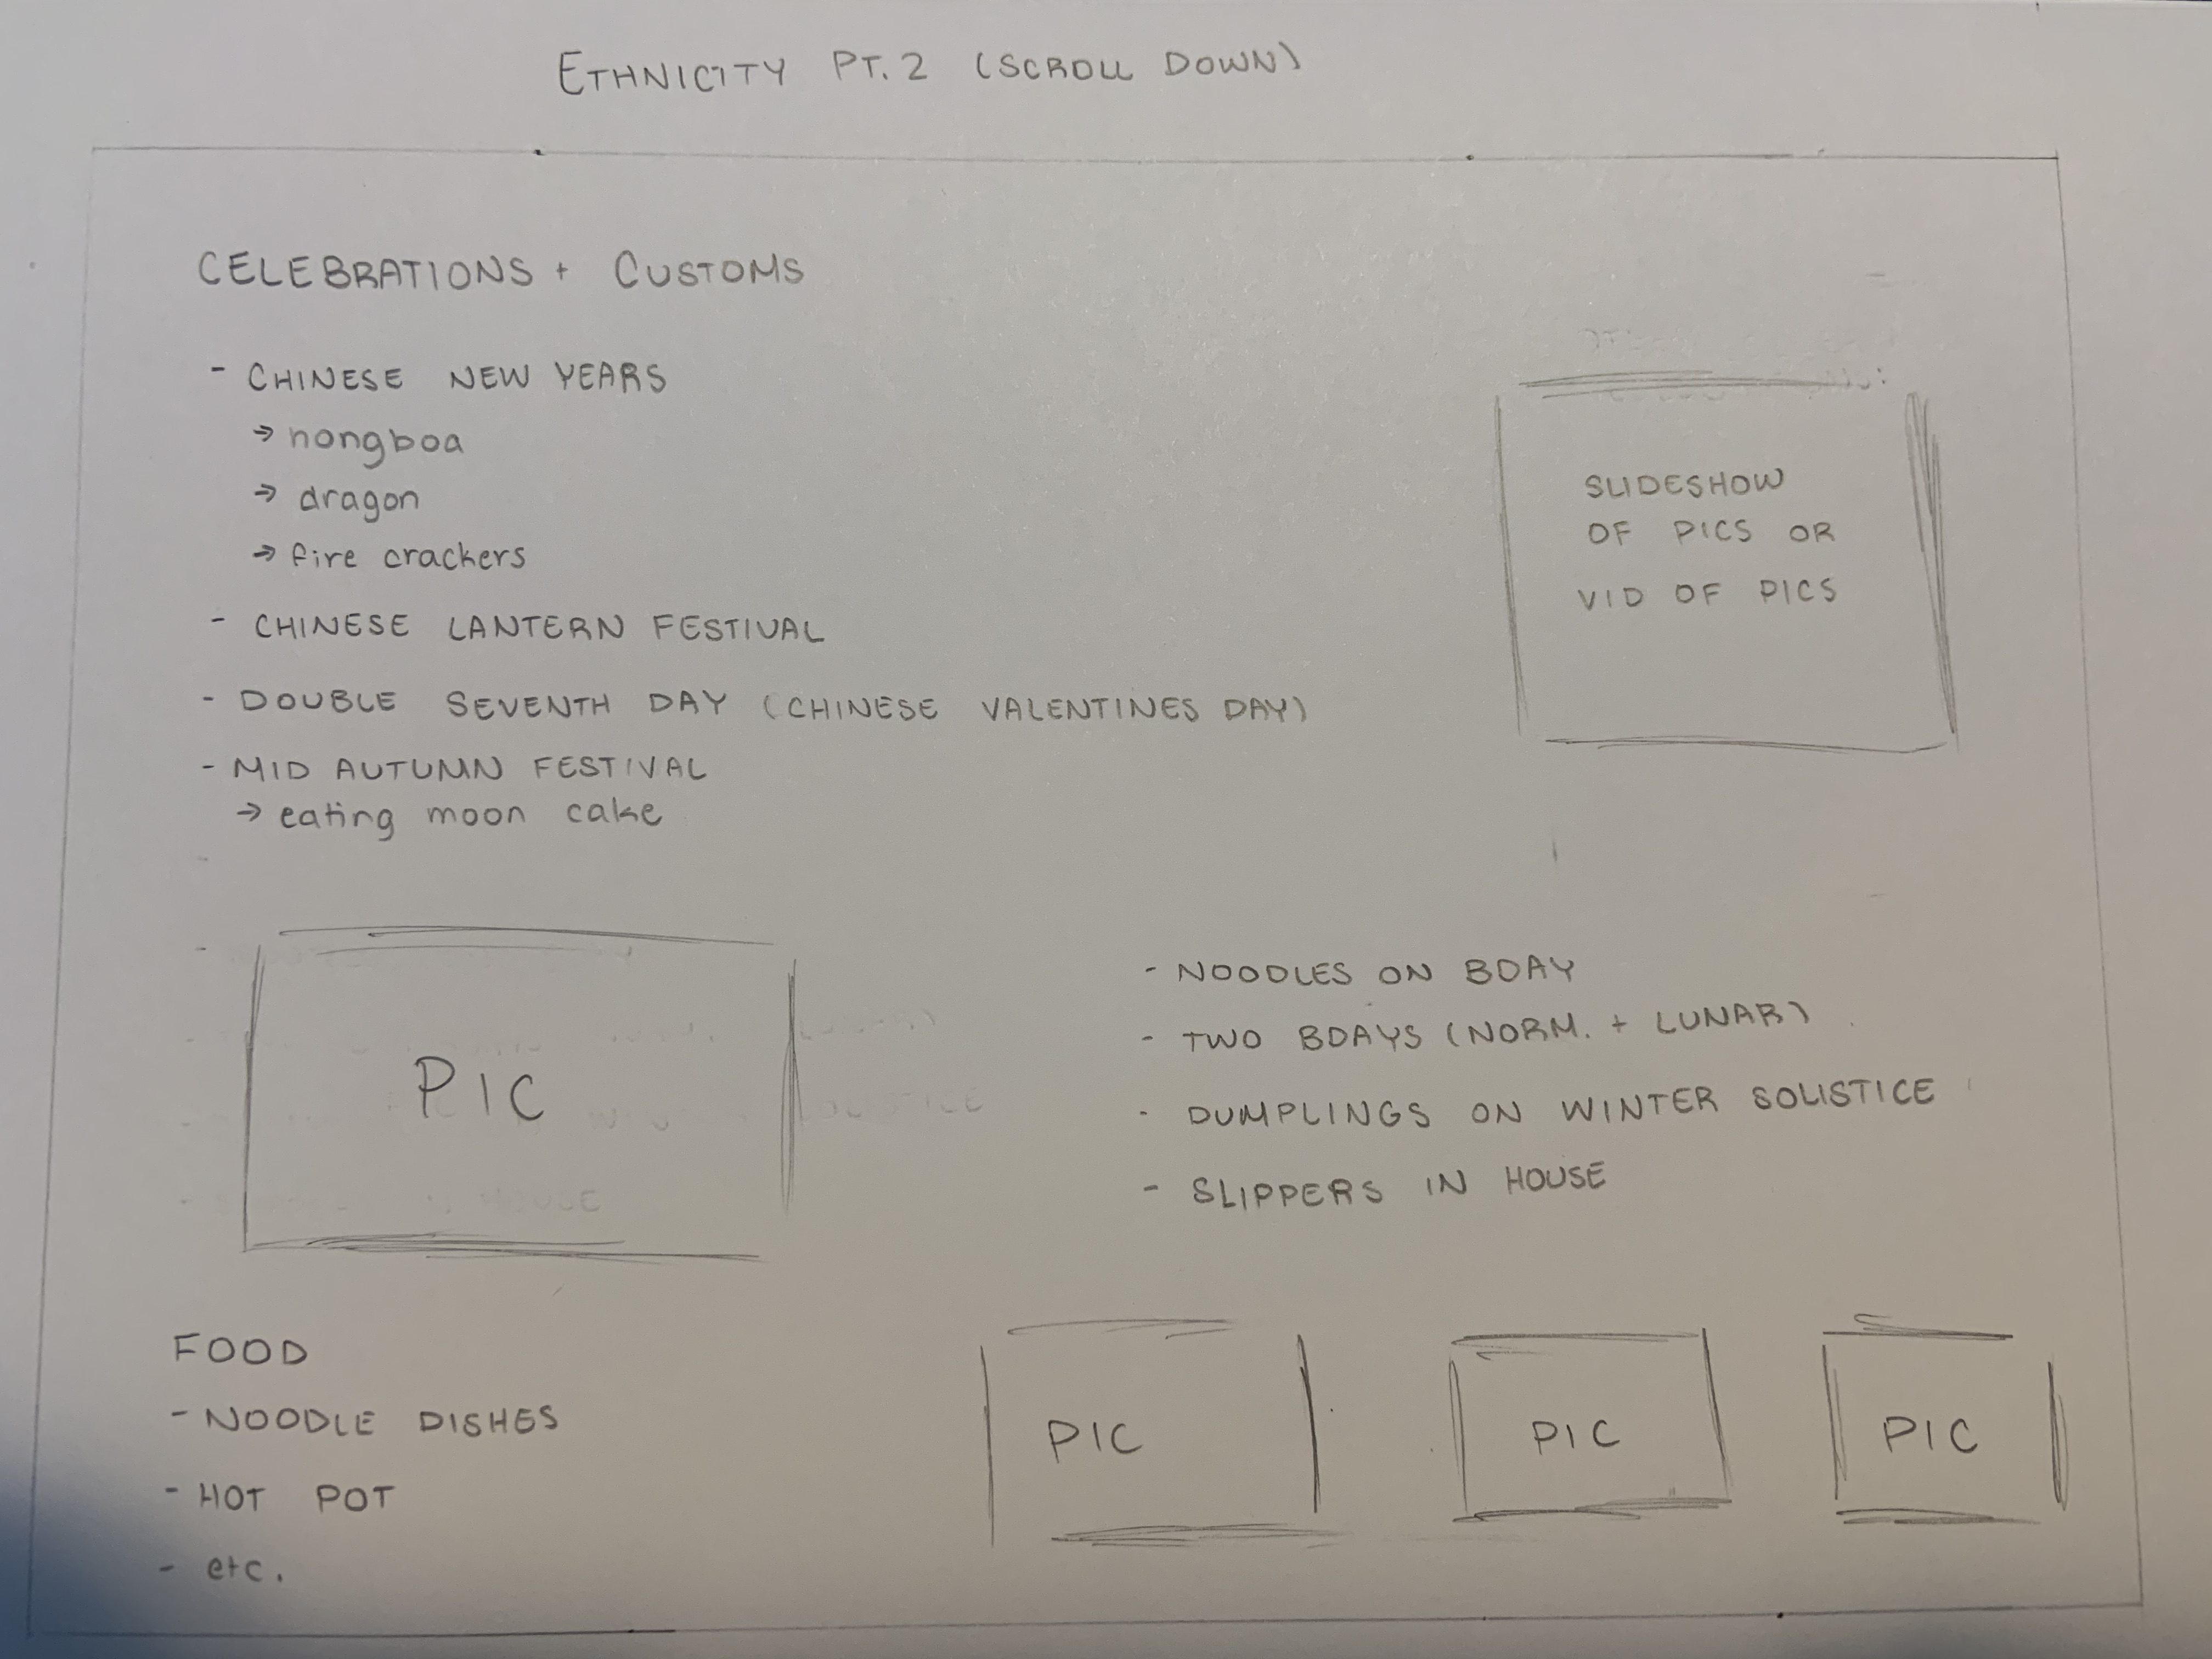 ETHNICITY PT. 2 (SCROLL DOWN)
CELEBRATIONS + CUSTOMS
- CHINESE NEW YEARS
→ hongboa
→ dragon
→ fire crackers
- CHINESE LANTERN FESTIVAL
- DOUBLE SEVENTH DAY (CHINESE VALENTINES DAY)
- MID AUTUMN FESTIVAL
→ eating moon cake
SLIDESHOW
OF PICS OR
VID OF PICS
PIC
- NOODLES ON BDAY
- TWO BDAYS (NORM. + LUNAR)
- DUMPLINGS ON WINTER SOLISTICE
- SLIPPERS IN HOUSE
FOOD
- NOODLE DISHES
- HOT POT
- etc.
PIC
PIC
PIC